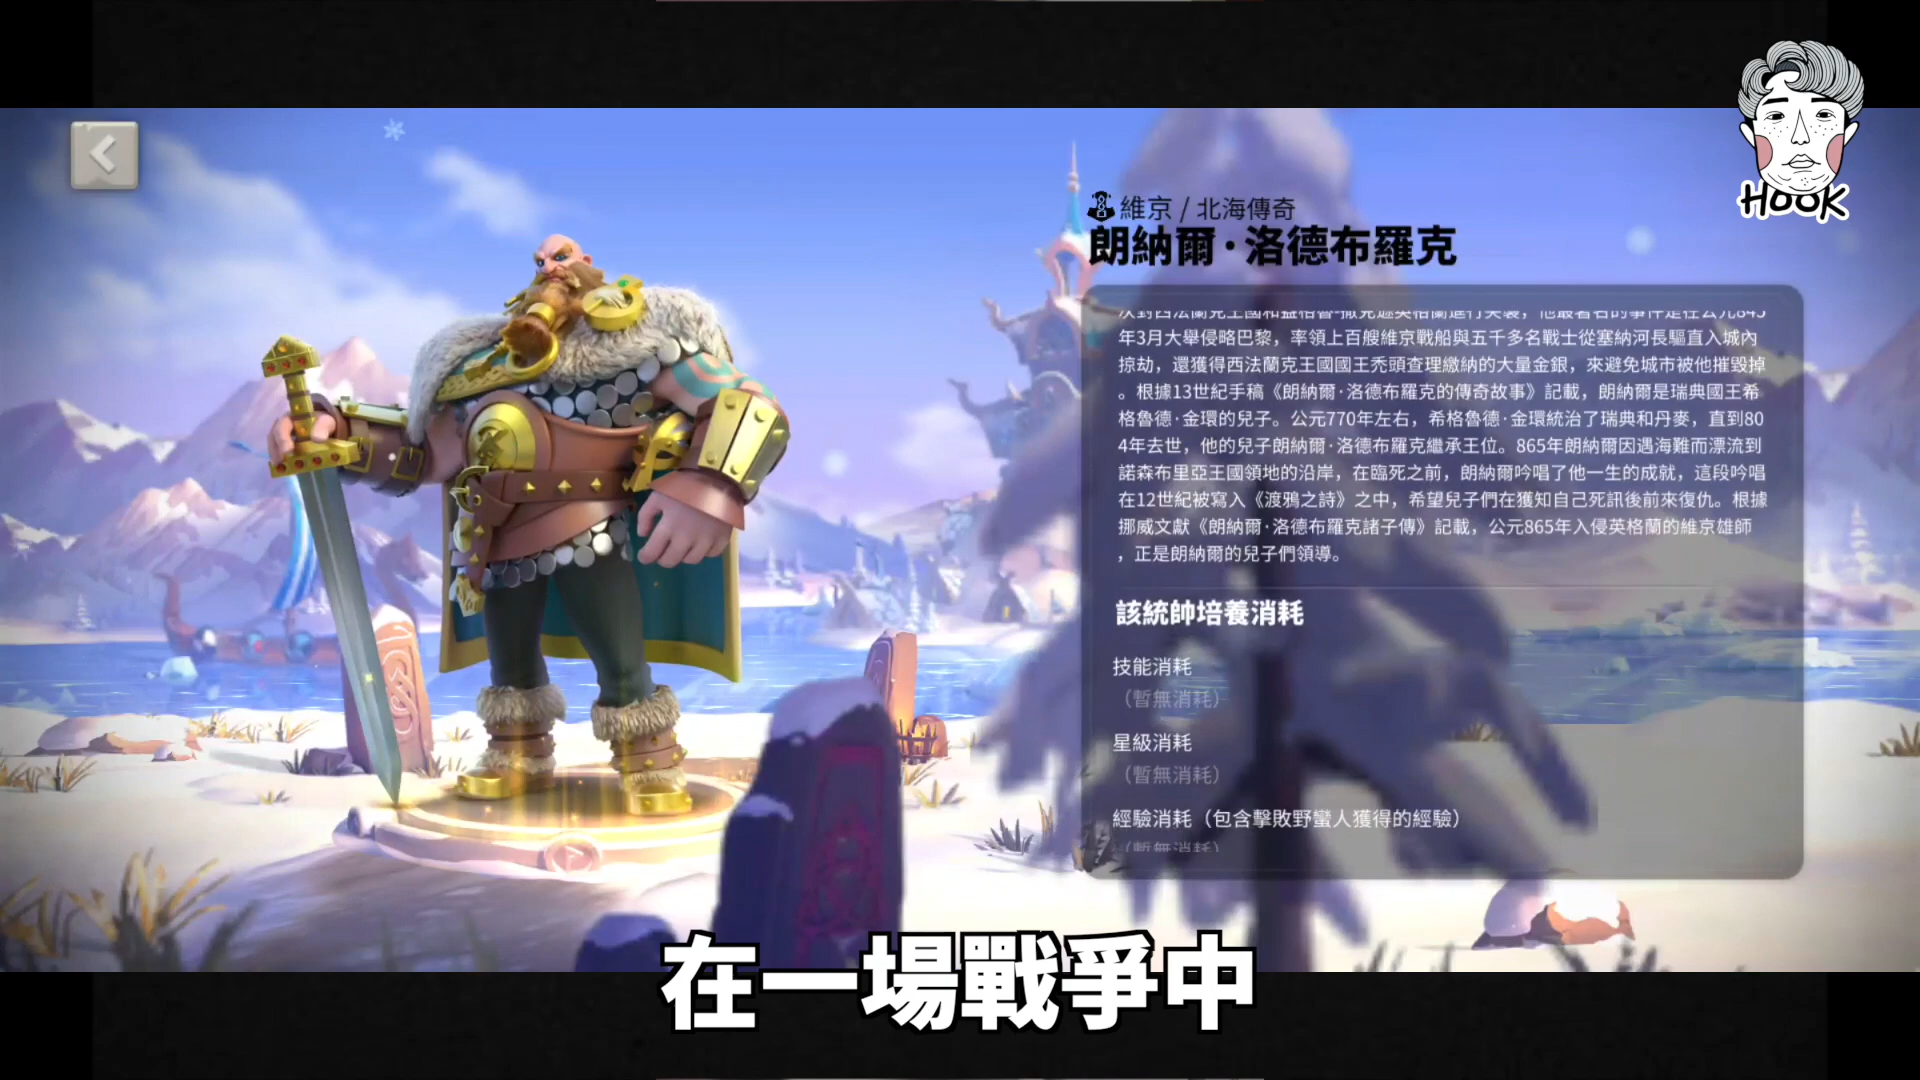 HOOK
維京 / 北海傳奇
朗納爾·洛德布羅克
年3月大舉侵略巴黎，率領上百艘維京戰船與五千多名戰士從塞納河長驅直入城內
掠劫，還獲得西法蘭克王國國王禿頭查理繳納的大量金銀，來避免城市被他摧毀掉
。根據13世紀手稿《朗納爾·洛德布羅克的傳奇故事》記載，朗納爾是瑞典國王希
格魯德·金環的兒子。公元770年左右，希格魯德·金環統治了瑞典和丹麥，直到80
4年去世，他的兒子朗納爾·洛德布羅克繼承王位。865年朗納爾因遇海難而漂流到
諾森布里亞王國領地的沿岸，在臨死之前，朗納爾吟唱了他一生的成就，這段吟唱
在12世紀被寫入《渡鴉之詩》之中，希望兒子們在獲知自己死訊後前來復仇。根據
挪威文獻《朗納爾·洛德布羅克諸子傳》記載，公元865年入侵英格蘭的維京雄師
，正是朗納爾的兒子們領導。
該統帥培養消耗
技能消耗
（暫無消耗）
星級消耗
（暫無消耗）
經驗消耗（包含擊敗野蠻人獲得的經驗）
（暫無消耗）
在一場戰爭中